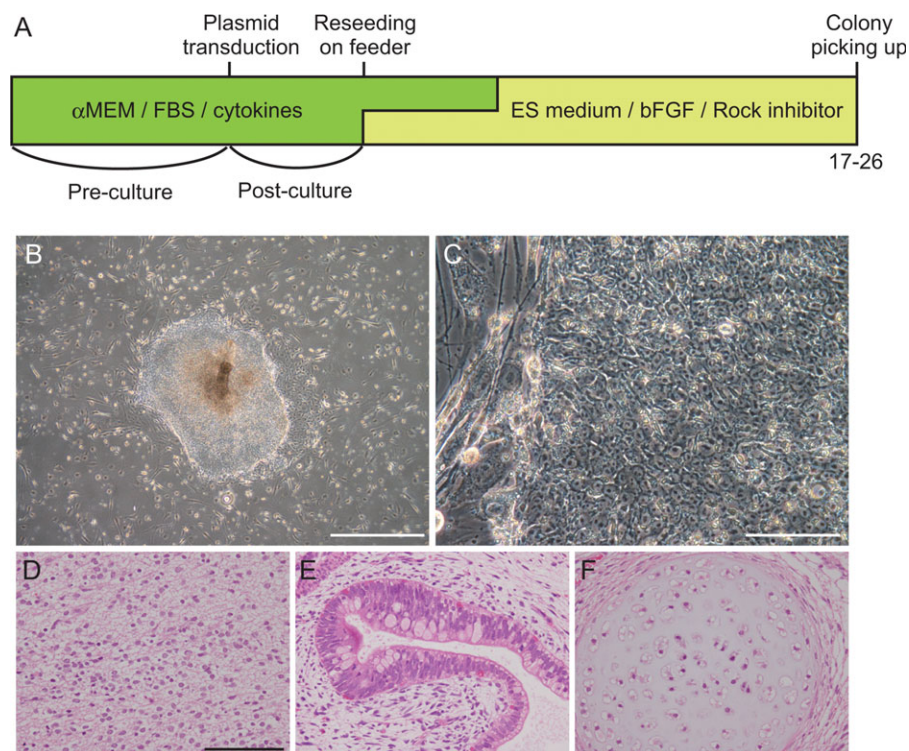 A
Plasmid
transduction
Reseeding
on feeder
Colony
picking up
αMEM / FBS / cytokines
ES medium / bFGF / Rock inhibitor
17-26
Pre-culture
Post-culture
B
C
D
E
F